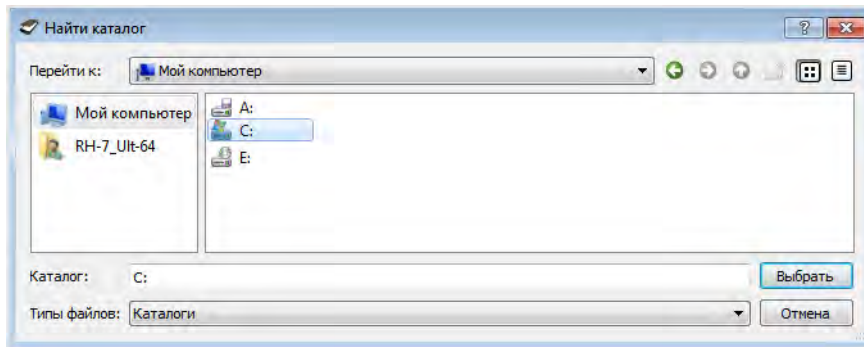 Найти каталог
Перейти к: Мой компьютер
Мой компьютер
RH-7_Ult-64
A:
C:
E:
Каталог: C: Выбрать
Типы файлов: Каталоги Отмена